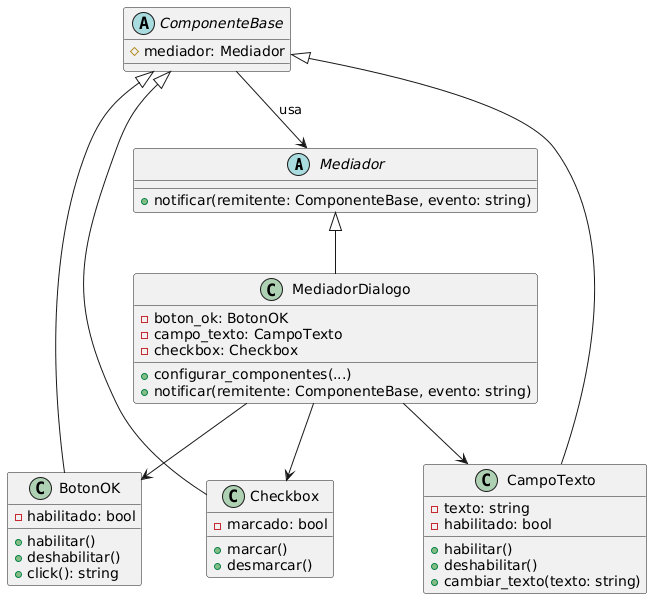 A ComponenteBase
mediador: Mediador
usa
A Mediador
notificar(remitente: ComponenteBase, evento: string)
C MediadorDialogo
boton_ok: BotonOK
campo_texto: CampoTexto
checkbox: Checkbox
configurar_componentes(...)
notificar(remitente: ComponenteBase, evento: string)
C BotonOK
habilitado: bool
habilitar()
deshabilitar()
click(): string
C Checkbox
marcado: bool
marcar()
desmarcar()
C CampoTexto
texto: string
habilitado: bool
habilitar()
deshabilitar()
cambiar_texto(texto: string)